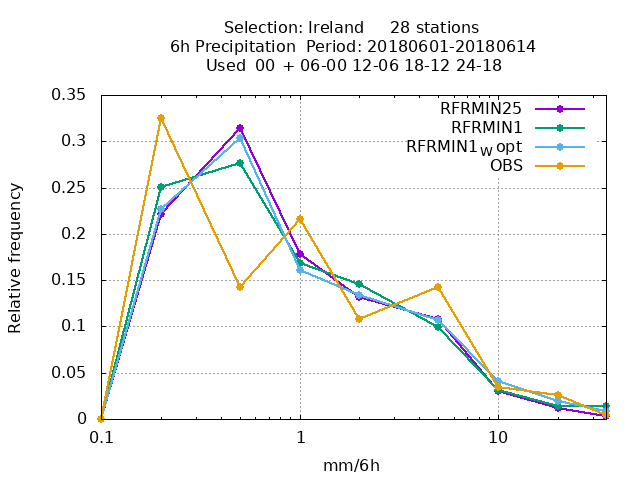 Selection: Ireland 28 stations
6h Precipitation Period: 20180601-20180614
Used 00 + 06-00 12-06 18-12 24-18
0.35
0.3
0.25
0.2
0.15
0.1
0.05
0
Relative frequency
RFRMIN25
RFRMIN1
RFRMIN1W opt
OBS
0.1 1 10
mm/6h